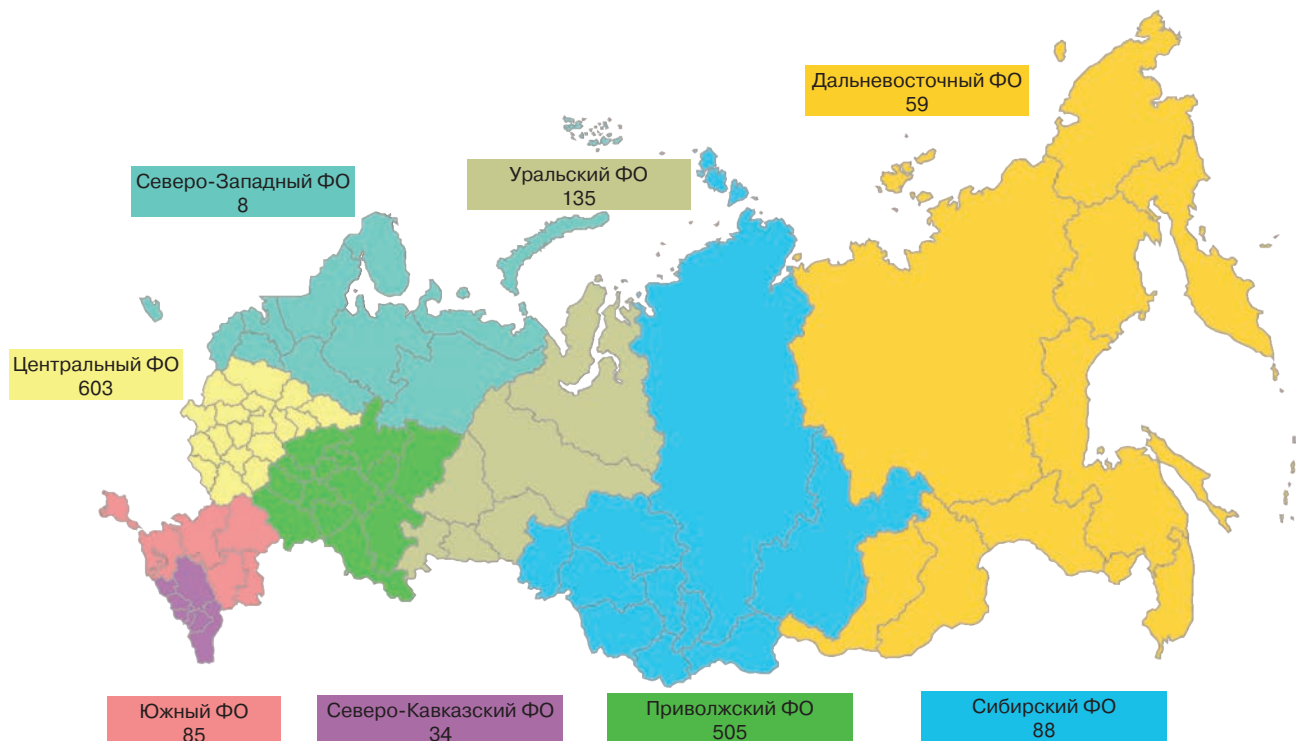 Дальневосточный ФО
59
Северо-Западный ФО
8
Уральский ФО
135
Центральный ФО
603
Южный ФО
85
Северо-Кавказский ФО
34
Приволжский ФО
505
Сибирский ФО
88